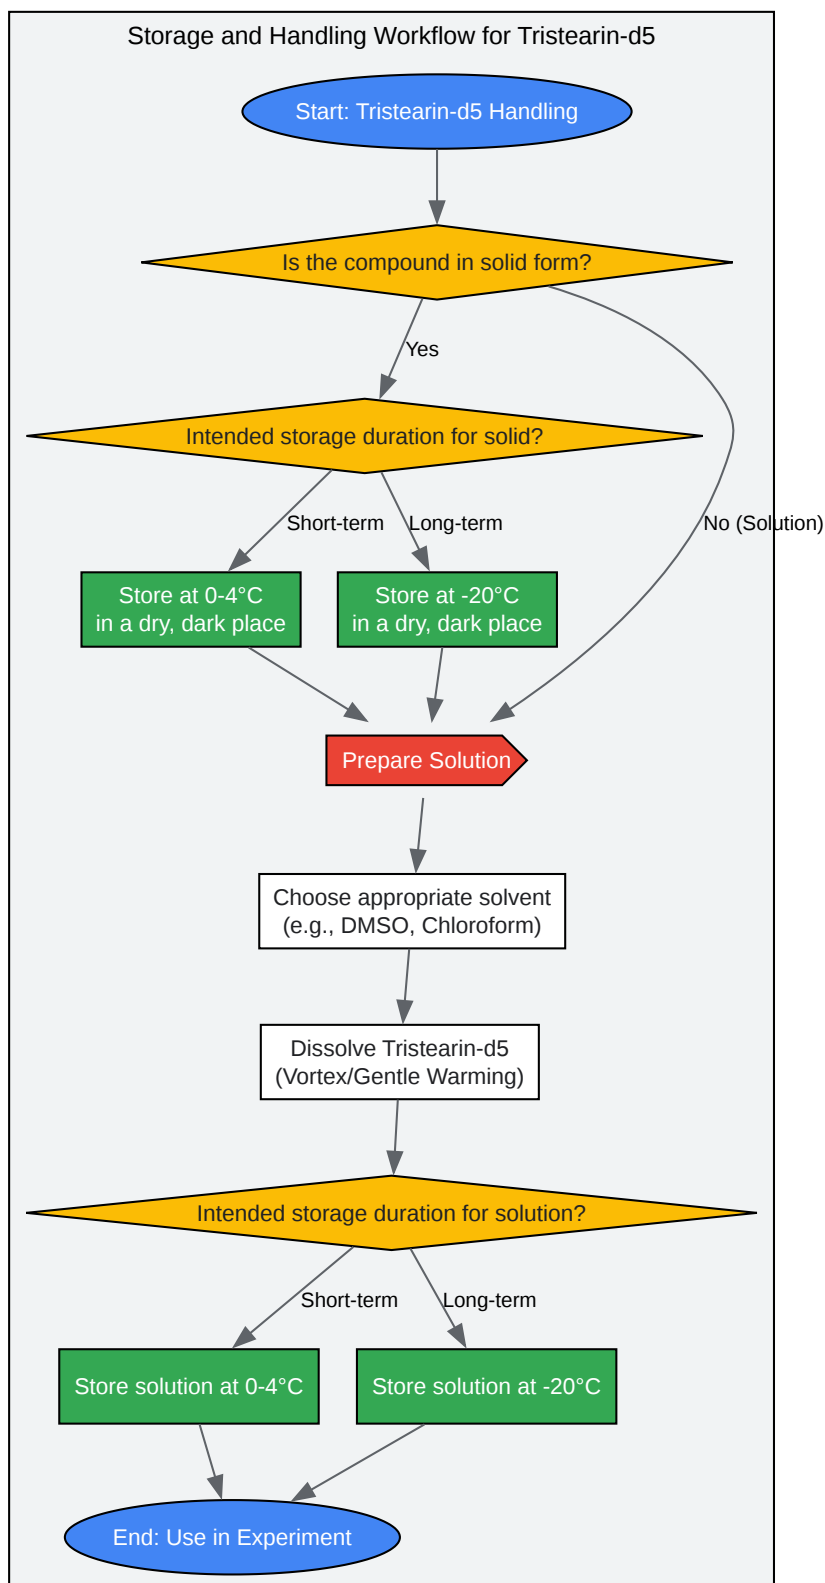 Storage and Handling Workflow for Tristearin-d5
Start: Tristearin-d5 Handling
Is the compound in solid form?
Yes
Intended storage duration for solid?
No (Solution)
Short-term
Long-term
Store at 0-4°C
in a dry, dark place
Store at -20°C
in a dry, dark place
Prepare Solution
Choose appropriate solvent
(e.g., DMSO, Chloroform)
Dissolve Tristearin-d5
(Vortex/Gentle Warming)
Intended storage duration for solution?
Short-term
Long-term
Store solution at 0-4°C
Store solution at -20°C
End: Use in Experiment